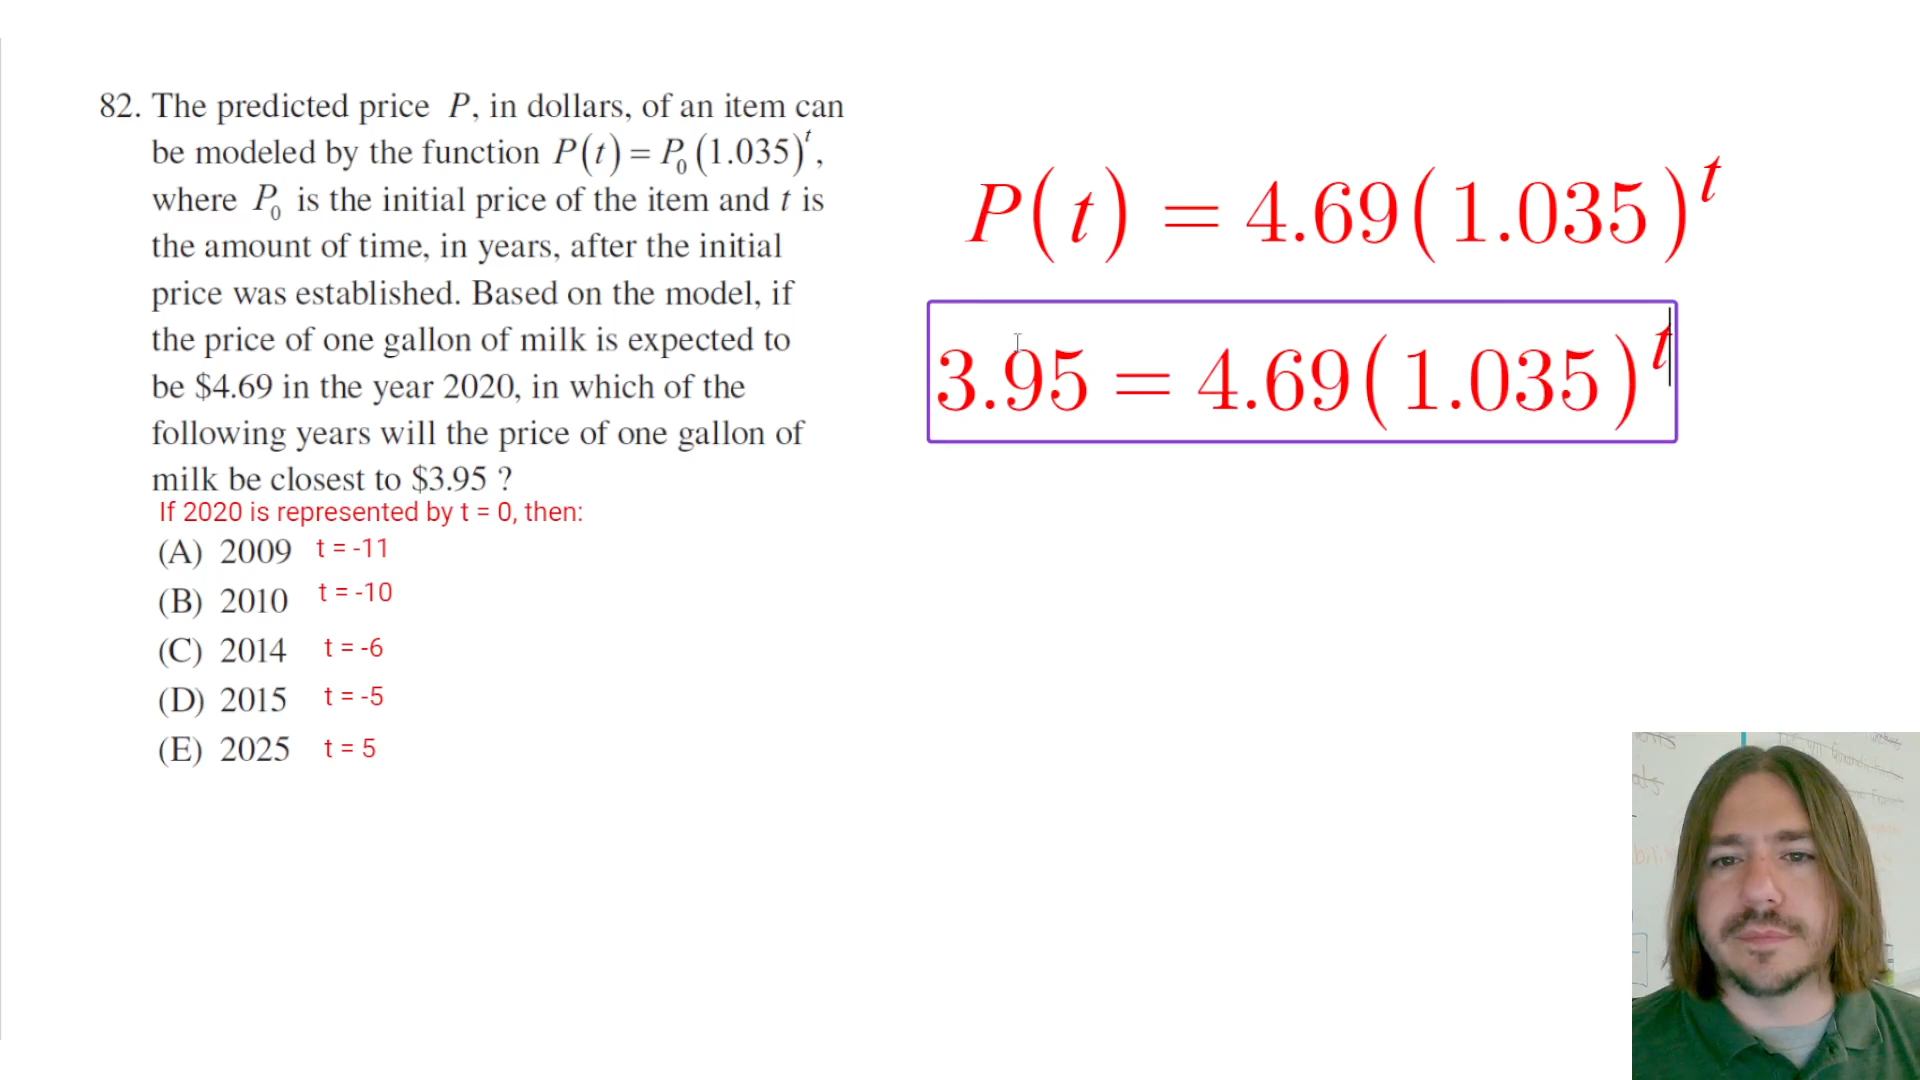 82. The predicted price P, in dollars, of an item can
be modeled by the function P(t) = P₀(1.035)ᵗ,
where P₀ is the initial price of the item and t is
the amount of time, in years, after the initial
price was established. Based on the model, if
the price of one gallon of milk is expected to
be $4.69 in the year 2020, in which of the
following years will the price of one gallon of
milk be closest to $3.95 ?
If 2020 is represented by t = 0, then:
(A) 2009 t = -11
(B) 2010 t = -10
(C) 2014 t = -6
(D) 2015 t = -5
(E) 2025 t = 5
P(t) = 4.69(1.035)ᵗ
3.95 = 4.69(1.035)ᵗ